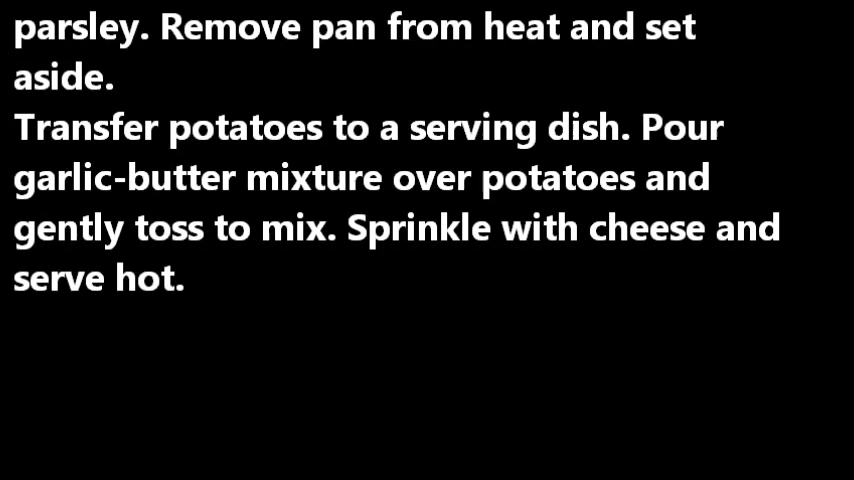 parsley. Remove pan from heat and set
aside.
Transfer potatoes to a serving dish. Pour
garlic-butter mixture over potatoes and
gently toss to mix. Sprinkle with cheese and
serve hot.